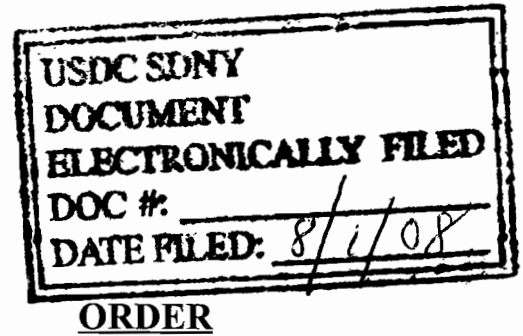 USDC SDNY
DOCUMENT
ELECTRONICALLY FILED
DOC #:
DATE FILED: 8/1/08
ORDER